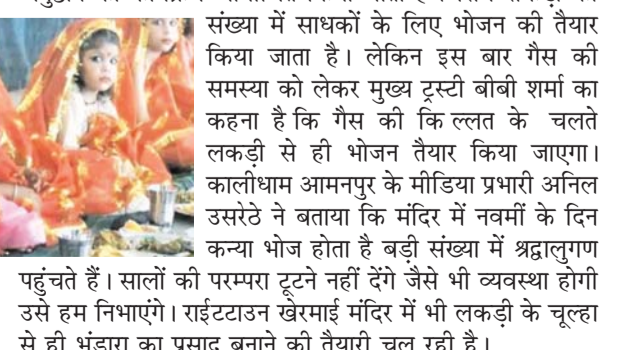 संख्या में साधकों के लिए भोजन की तैयार
किया जाता है। लेकिन इस बार गैस की
समस्या को लेकर मुख्य ट्रस्टी बीबी शर्मा का
कहना है कि गैस की कि ल्लत के चलते
लकड़ी से ही भोजन तैयार किया जाएगा।
कालीधाम आमनपुर के मीडिया प्रभारी अनिल
उसरेठे ने बताया कि मंदिर में नवमीं के दिन
कन्या भोज होता है बड़ी संख्या में श्रद्वालुगण
पहुंचते हैं। सालों की परम्परा टूटने नहीं देंगे जैसे भी व्यवस्था होगी
उसे हम निभाएंगे। राईटटाउन खेरमाई मंदिर में भी लकड़ी के चूल्हा
से ही भंडारा का प्रसाद बनाने की तैयारी चल रही है।